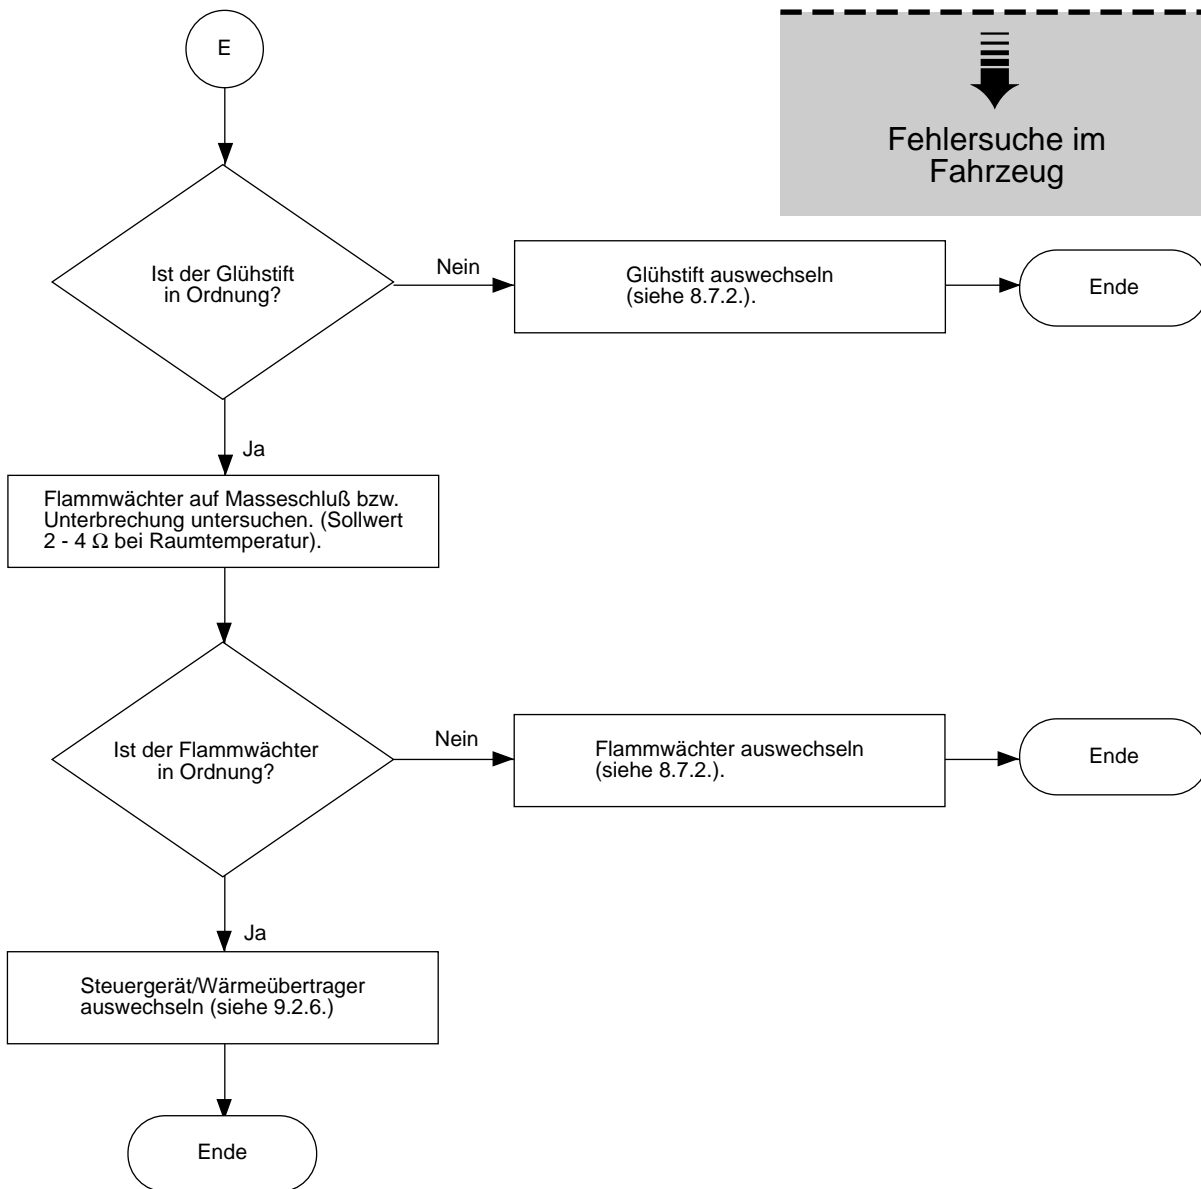 E
Fehlersuche im
Fahrzeug
Ist der Glühstift
in Ordnung?
Nein
Glühstift auswechseln
(siehe 8.7.2.).
Ende
Ja
Flammwächter auf Masseschluß bzw.
Unterbrechung untersuchen. (Sollwert
2 - 4 Ω bei Raumtemperatur).
Ist der Flammwächter
in Ordnung?
Nein
Flammwächter auswechseln
(siehe 8.7.2.).
Ende
Ja
Steuergerät/Wärmeübertrager
auswechseln (siehe 9.2.6.)
Ende